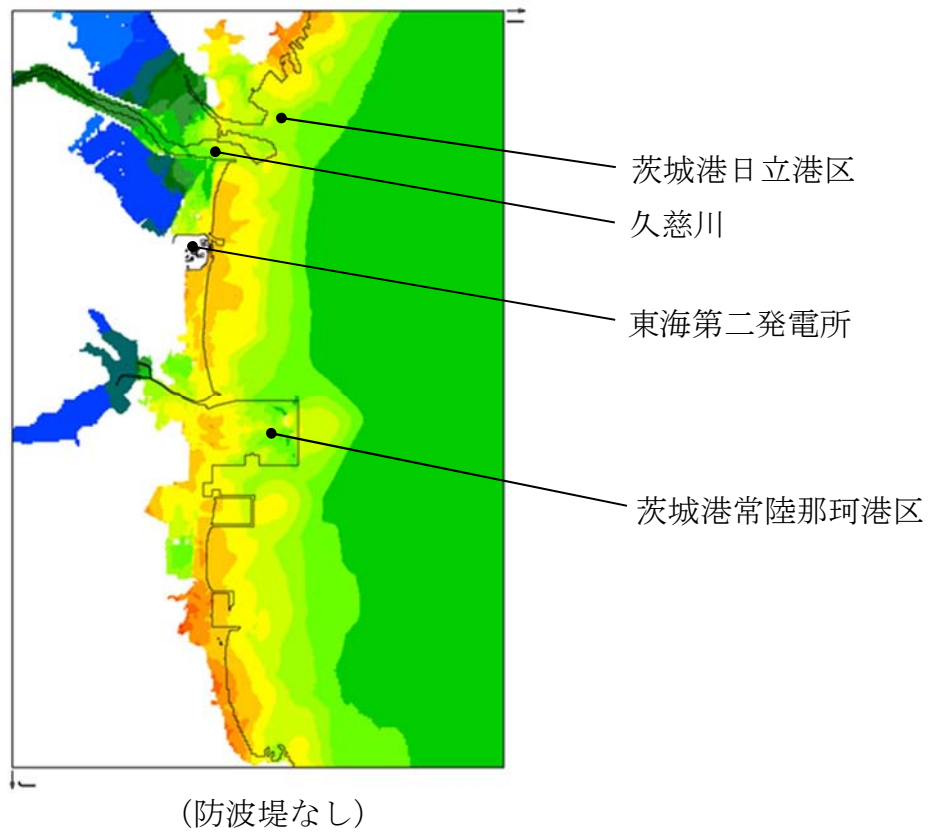 茨城港日立港区
久慈川
東海第二発電所
茨城港常陸那珂港区
(防波堤なし)